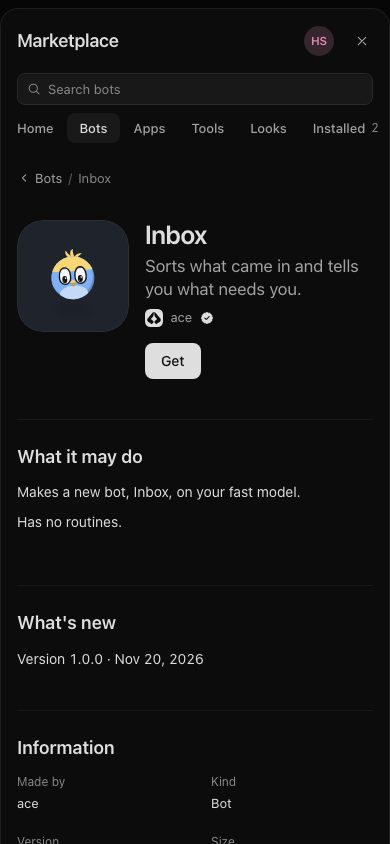 Marketplace
HS
Search bots
Home Bots Apps Tools Looks Installed 2
Bots / Inbox
Inbox
Sorts what came in and tells
you what needs you.
ace
Get
What it may do
Makes a new bot, Inbox, on your fast model.
Has no routines.
What's new
Version 1.0.0 · Nov 20, 2026
Information
Made by Kind
ace Bot
Version Size